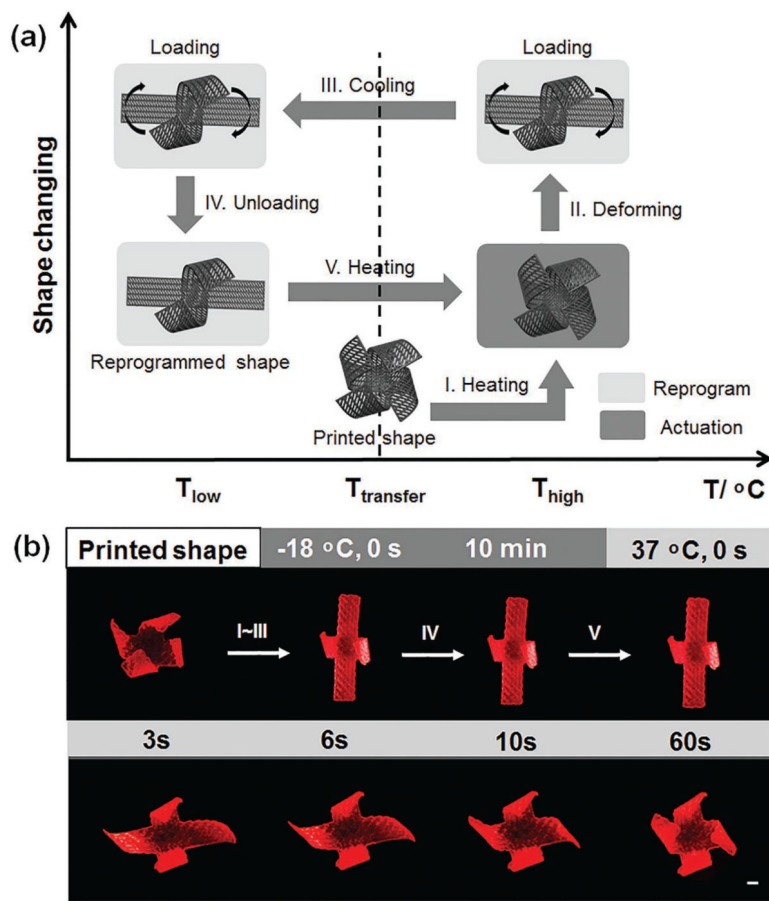 (a)
Shape changing
Loading
Loading
III. Cooling
IV. Unloading
II. Deforming
V. Heating
Reprogrammed shape
I. Heating
Printed shape
Reprogram
Actuation
T_low T_transfer T_high T/ °C
(b)
Printed shape -18 °C, 0 s 10 min 37 °C, 0 s
I~III IV V
3s 6s 10s 60s